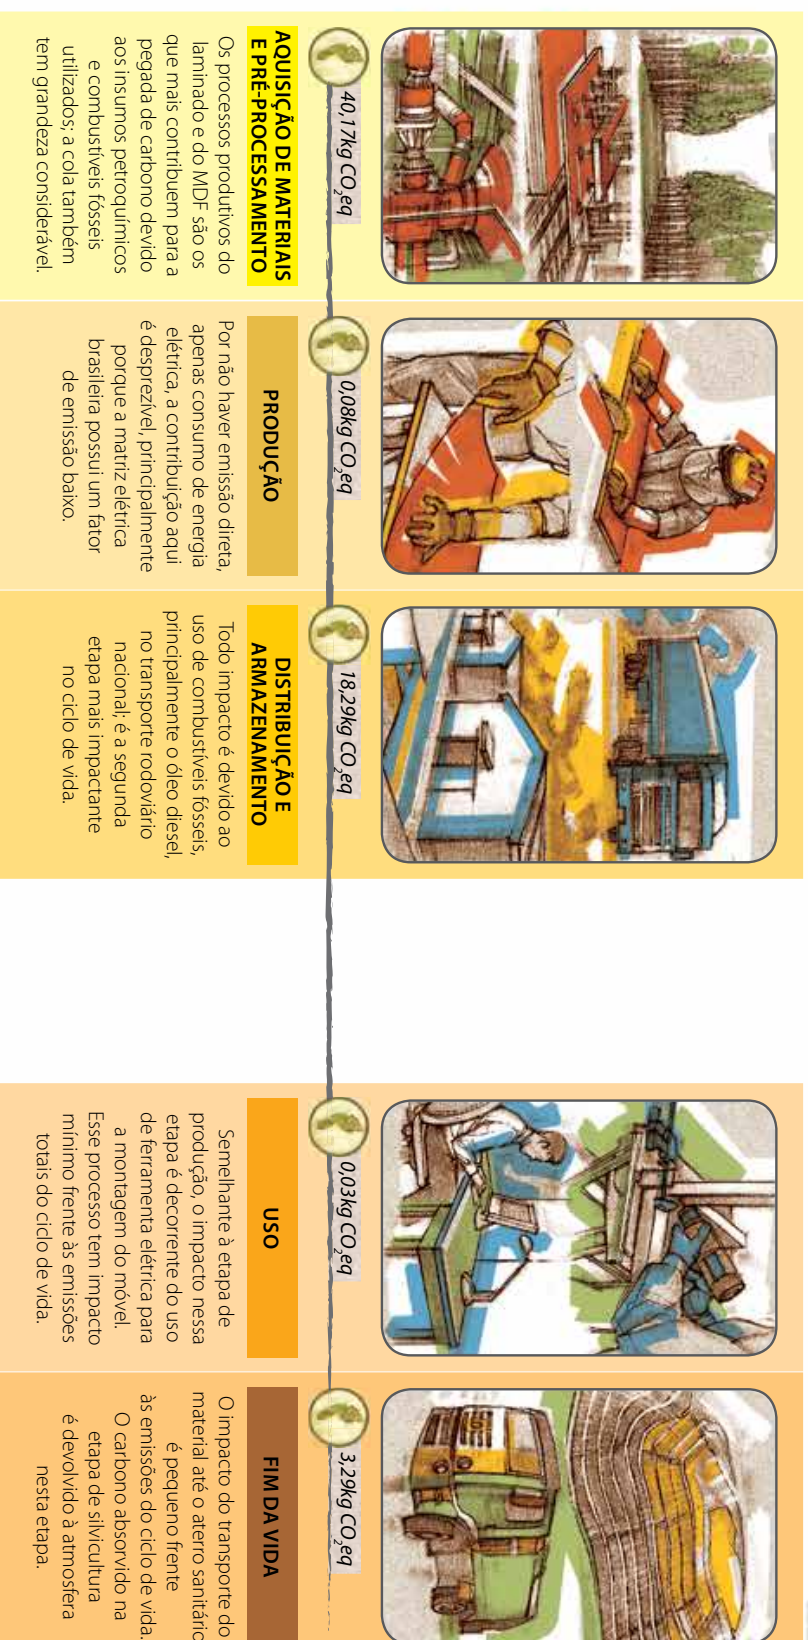 40,17kg CO₂eq
AQUISIÇÃO DE MATERIAIS
E PRÉ-PROCESSAMENTO
Os processos produtivos do
laminado e do MDF são os
que mais contribuem para a
pegada de carbono devido
aos insumos petroquímicos
e combustíveis fósseis
utilizados; a cola também
tem grandeza considerável.
0,08kg CO₂eq
PRODUÇÃO
Por não haver emissão direta,
apenas consumo de energia
elétrica, a contribuição aqui
é desprezível, principalmente
porque a matriz elétrica
brasileira possui um fator
de emissão baixo.
18,29kg CO₂eq
DISTRIBUIÇÃO E
ARMAZENAMENTO
Todo impacto é devido ao
uso de combustíveis fósseis,
principalmente o óleo diesel,
no transporte rodoviário
nacional; é a segunda
etapa mais impactante
no ciclo de vida.
0,03kg CO₂eq
USO
Semelhante à etapa de
produção, o impacto nessa
etapa é decorrente do uso
de ferramenta elétrica para
a montagem do móvel.
Esse processo tem impacto
mínimo frente às emissões
totais do ciclo de vida.
3,29kg CO₂eq
FIM DA VIDA
O impacto do transporte do
material até o aterro sanitário
é pequeno frente
às emissões do ciclo de vida.
O carbono absorvido na
etapa de silvicultura
é devolvido à atmosfera
nesta etapa.